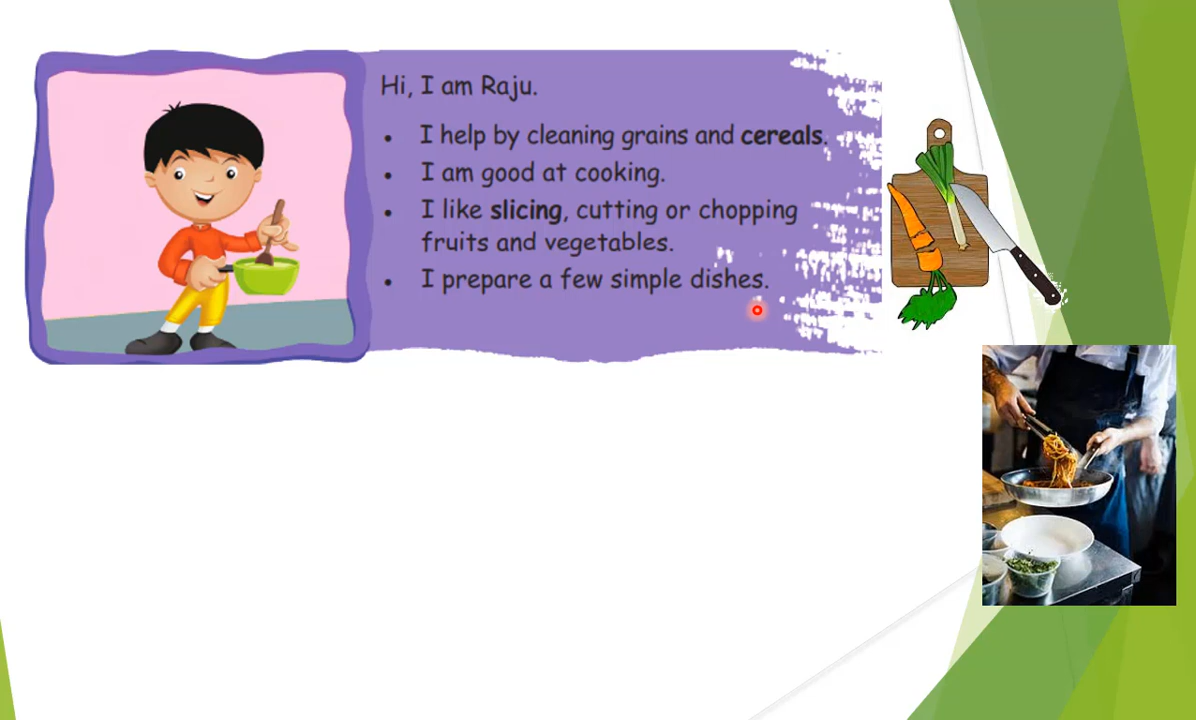 Hi, I am Raju.
• I help by cleaning grains and cereals.
• I am good at cooking.
• I like slicing, cutting or chopping
fruits and vegetables.
• I prepare a few simple dishes.